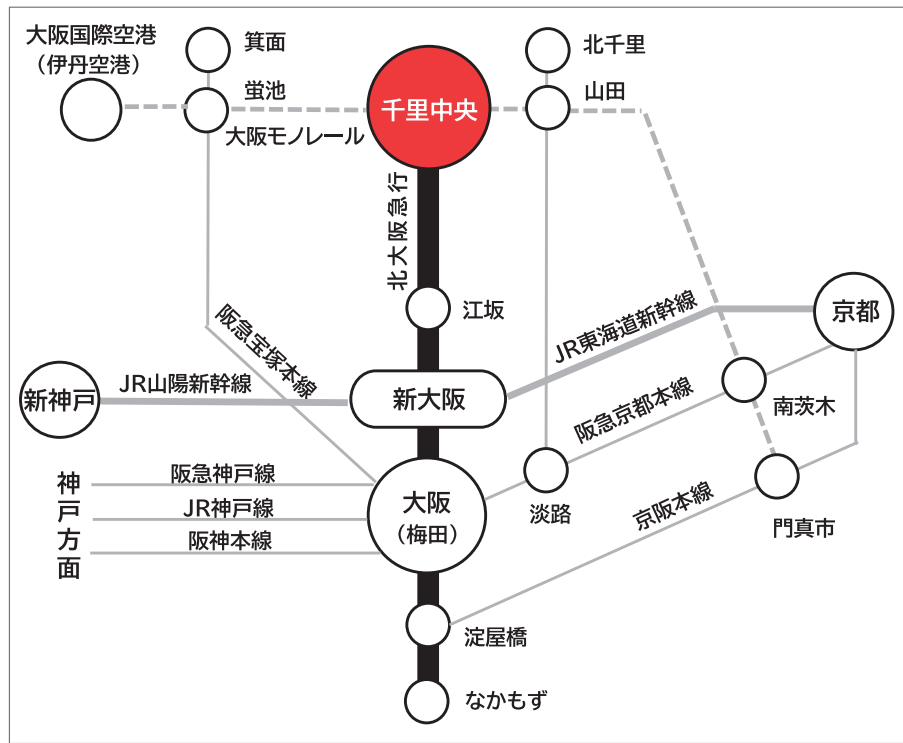 大阪国際空港
（伊丹空港）
箕面
北千里
蛍池
千里中央
山田
大阪モノレール
北大阪急行
江坂
京都
阪急宝塚本線
JR東海道新幹線
新神戸
JR山陽新幹線
新大阪
阪急京都本線
南茨木
神戸方面
阪急神戸線
JR神戸線
阪神本線
大阪
（梅田）
淡路
京阪本線
門真市
淀屋橋
なかもず